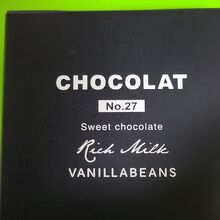 CHOCOLAT
No.27
Sweet chocolate
Rich Milk
VANILLABEANS